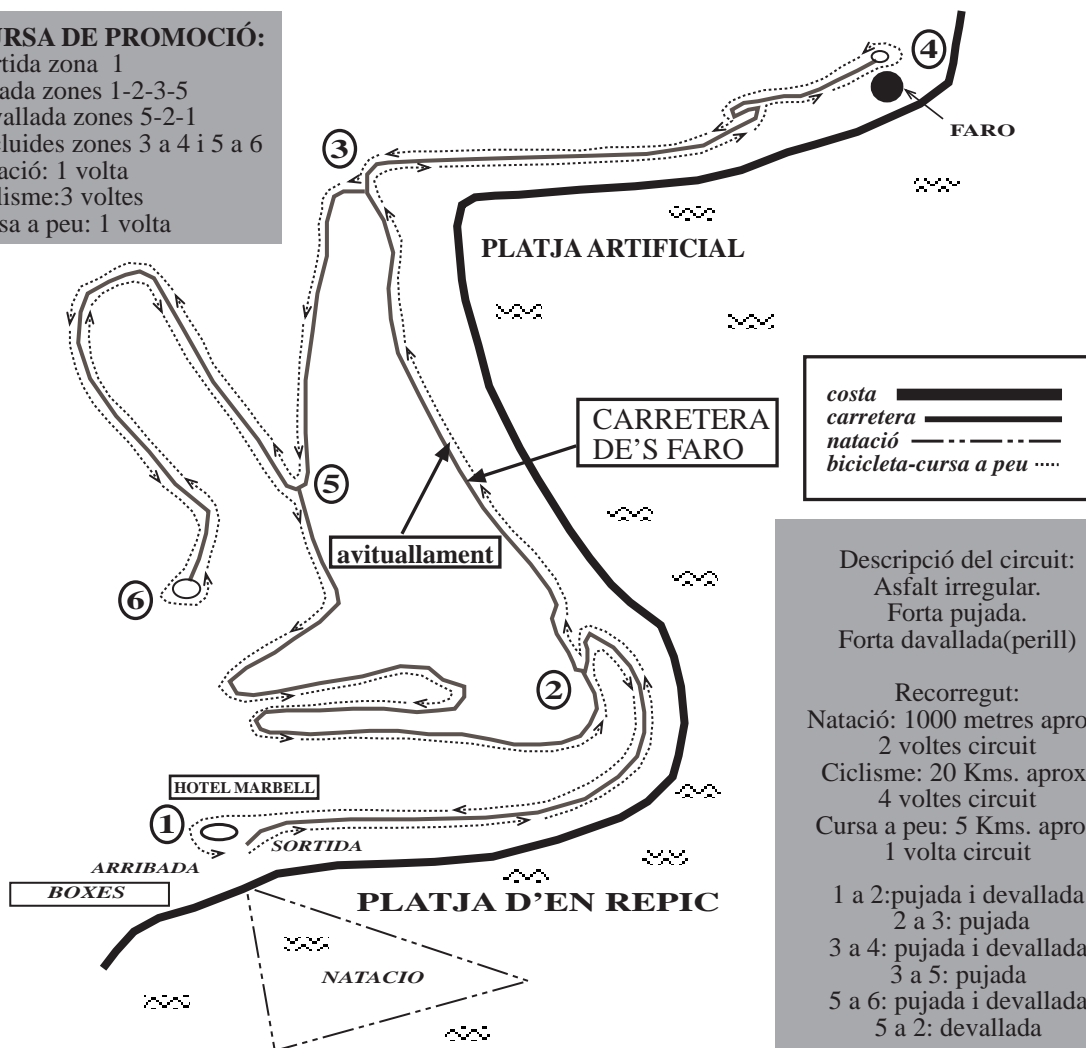 URSA DE PROMOCIÓ:
rtida zona 1
ada zones 1-2-3-5
vallada zones 5-2-1
cluides zones 3 a 4 i 5 a 6
ació: 1 volta
lisme:3 voltes
sa a peu: 1 volta
4
FARO
3
PLATJA ARTIFICIAL
CARRETERA
DE'S FARO
costa
carretera
natació
bicicleta-cursa a peu
5
avituallament
6
2
Descripció del circuit:
Asfalt irregular.
Forta pujada.
Forta davallada(perill)
Recorregut:
Natació: 1000 metres apro
2 voltes circuit
Ciclisme: 20 Kms. aprox
4 voltes circuit
Cursa a peu: 5 Kms. apro
1 volta circuit
1 a 2:pujada i devallada
2 a 3: pujada
3 a 4: pujada i devallada
3 a 5: pujada
5 a 6: pujada i devallada
5 a 2: devallada
HOTEL MARBELL
1
SORTIDA
ARRIBADA
BOXES
PLATJA D'EN REPIC
NATACIO